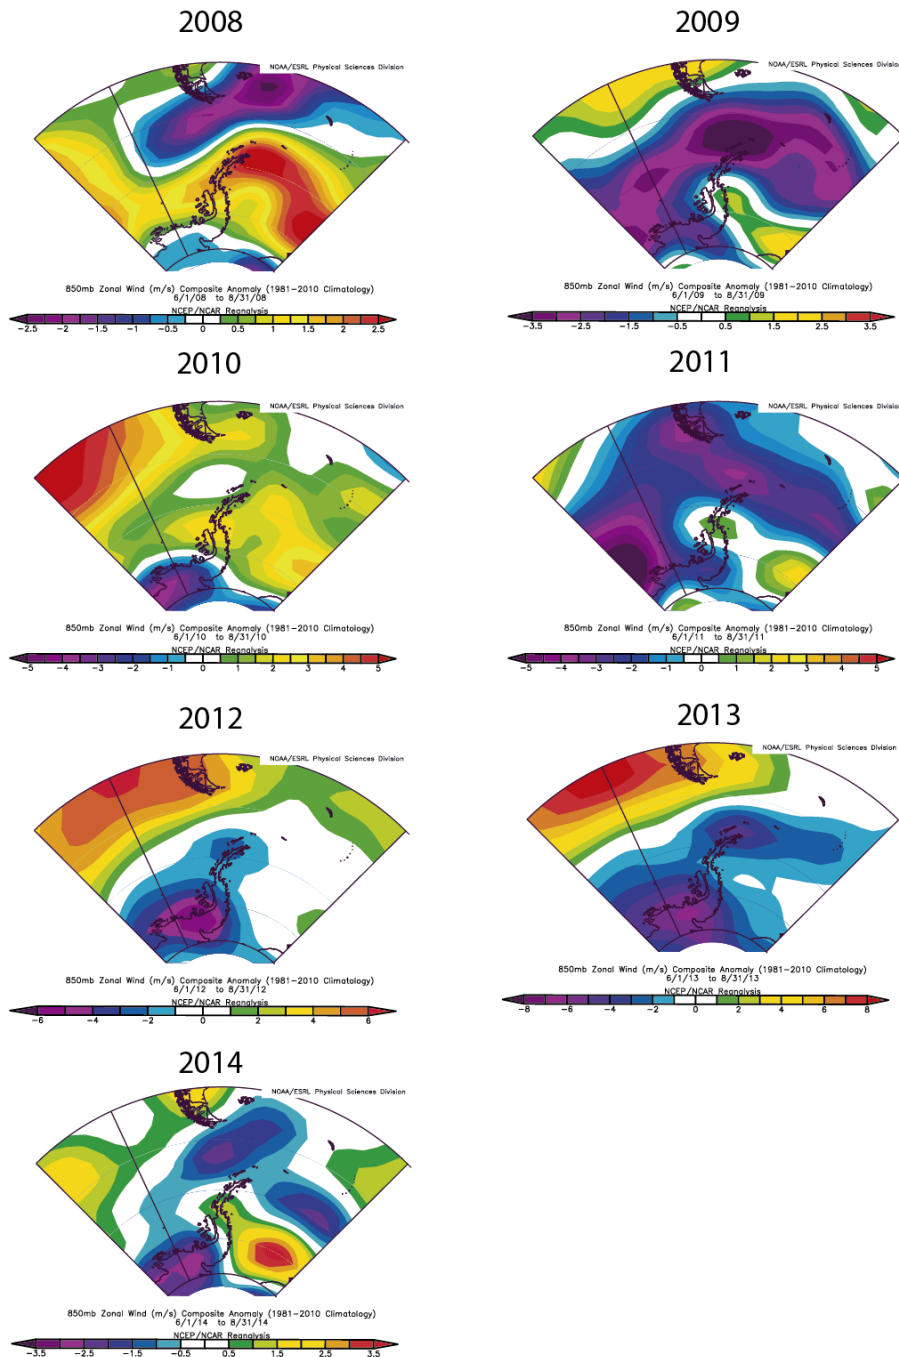 2008
NOAA/ESRL Physical Sciences Division
850mb Zonal Wind (m/s) Composite Anomaly (1981-2010 Climatology)
6/1/08 to 8/31/08
NCEP/NCAR Reanalysis
-2.5 -2 -1.5 -1 -0.5 0 0.5 1 1.5 2 2.5
2009
NOAA/ESRL Physical Sciences Division
850mb Zonal Wind (m/s) Composite Anomaly (1981-2010 Climatology)
6/1/09 to 8/31/09
NCEP/NCAR Reanalysis
-3.5 -2.5 -1.5 -0.5 0.5 1.5 2.5 3.5
2010
NOAA/ESRL Physical Sciences Division
850mb Zonal Wind (m/s) Composite Anomaly (1981-2010 Climatology)
6/1/10 to 8/31/10
NCEP/NCAR Reanalysis
-5 -4 -3 -2 -1 0 1 2 3 4 5
2011
NOAA/ESRL Physical Sciences Division
850mb Zonal Wind (m/s) Composite Anomaly (1981-2010 Climatology)
6/1/11 to 8/31/11
NCEP/NCAR Reanalysis
-5 -4 -3 -2 -1 0 1 2 3 4 5
2012
NOAA/ESRL Physical Sciences Division
850mb Zonal Wind (m/s) Composite Anomaly (1981-2010 Climatology)
6/1/12 to 8/31/12
NCEP/NCAR Reanalysis
-6 -4 -2 0 2 4 6
2013
NOAA/ESRL Physical Sciences Division
850mb Zonal Wind (m/s) Composite Anomaly (1981-2010 Climatology)
6/1/13 to 8/31/13
NCEP/NCAR Reanalysis
-8 -6 -4 -2 0 2 4 6 8
2014
NOAA/ESRL Physical Sciences Division
850mb Zonal Wind (m/s) Composite Anomaly (1981-2010 Climatology)
6/1/14 to 8/31/14
NCEP/NCAR Reanalysis
-3.5 -2.5 -1.5 -0.5 0.5 1.5 2.5 3.5